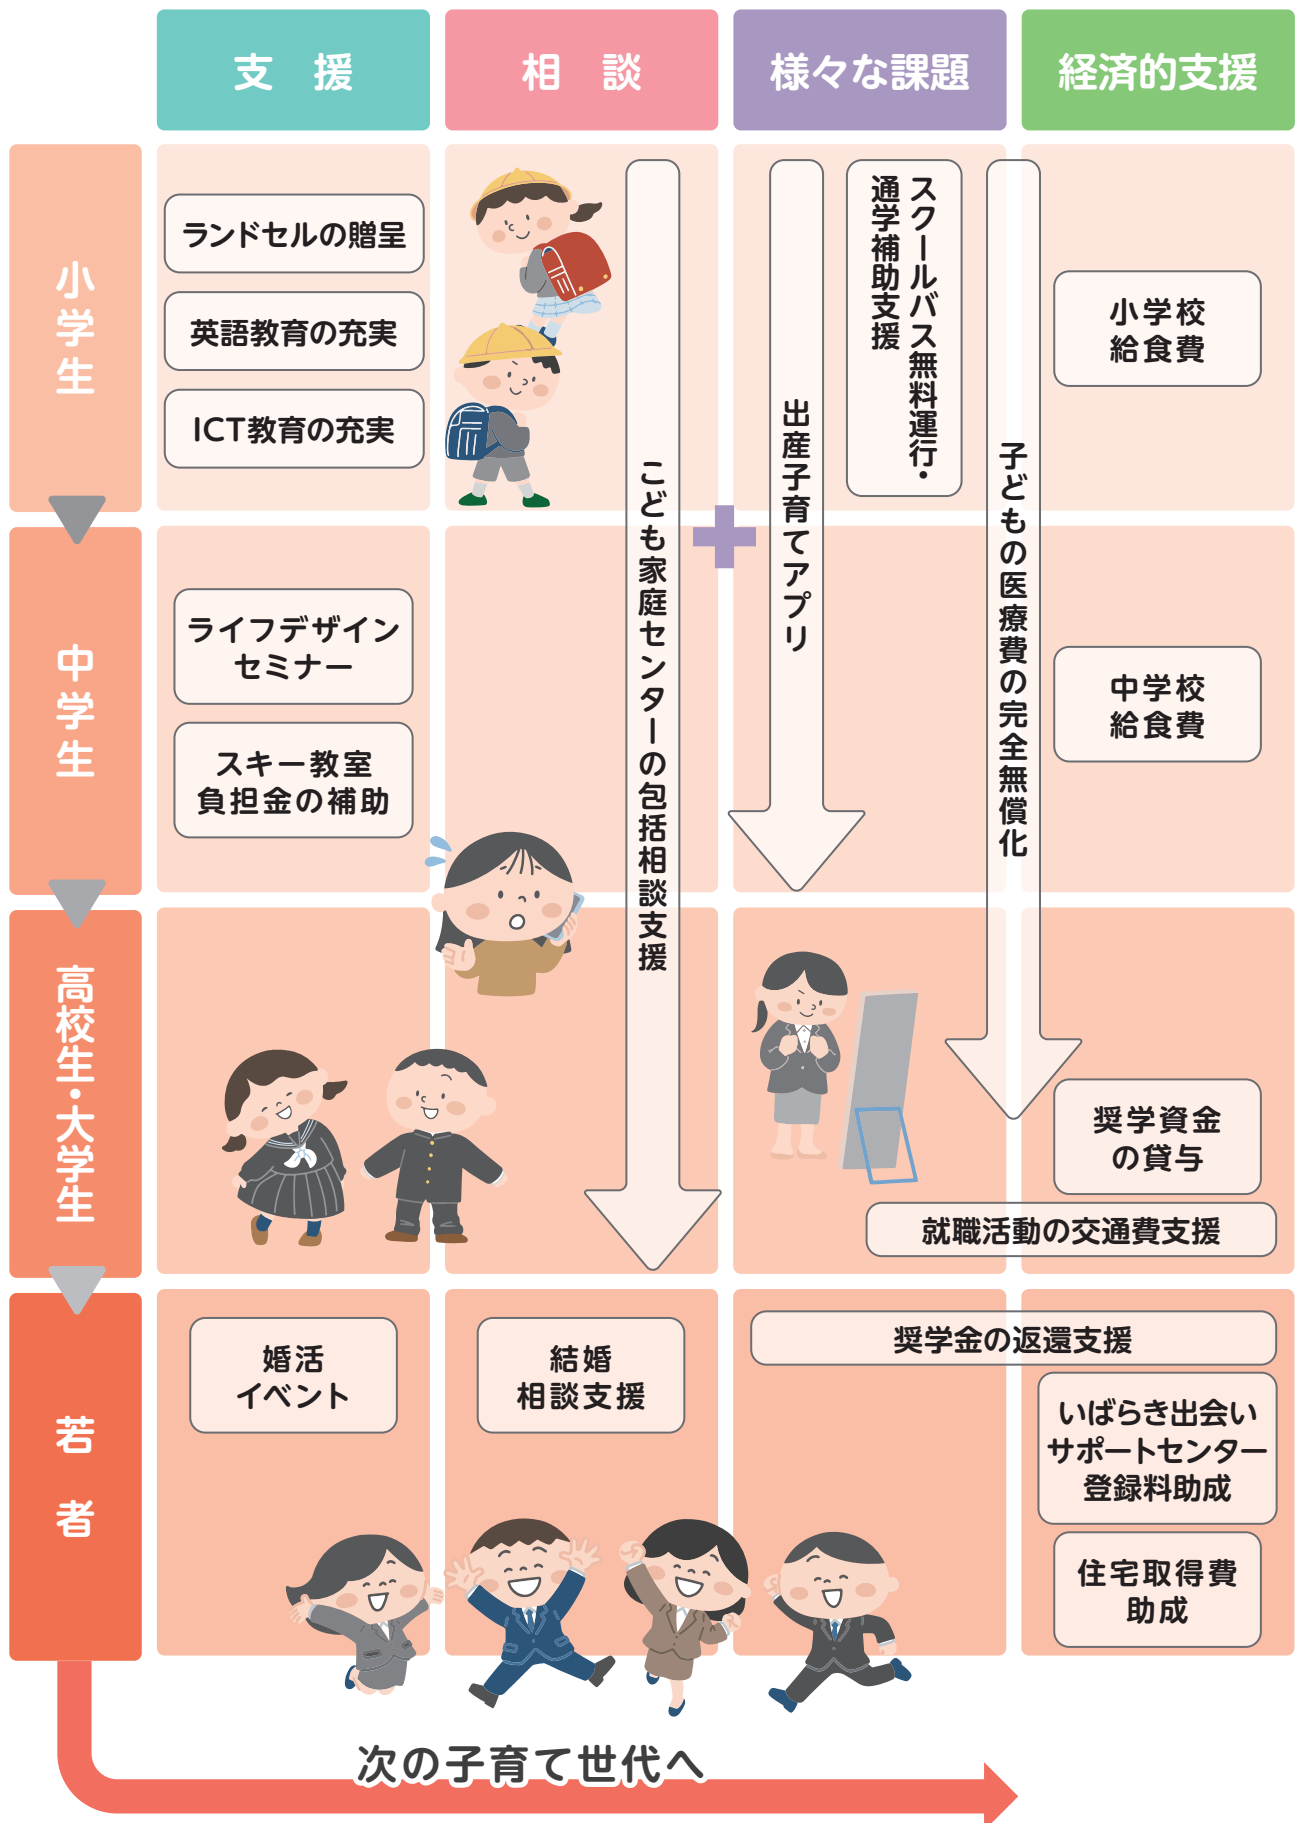 支　援
相　談
様々な課題
経済的支援
小学生
ランドセルの贈呈
英語教育の充実
ICT教育の充実
こども家庭センターの包括相談支援
出産子育てアプリ
スクールバス無料運行・
通学補助支援
子どもの医療費の完全無償化
小学校
給食費
中学生
ライフデザイン
セミナー
スキー教室
負担金の補助
中学校
給食費
高校生・大学生
奨学資金
の貸与
就職活動の交通費支援
若　者
婚活
イベント
結婚
相談支援
奨学金の返還支援
いばらき出会い
サポートセンター
登録料助成
住宅取得費
助成
次の子育て世代へ